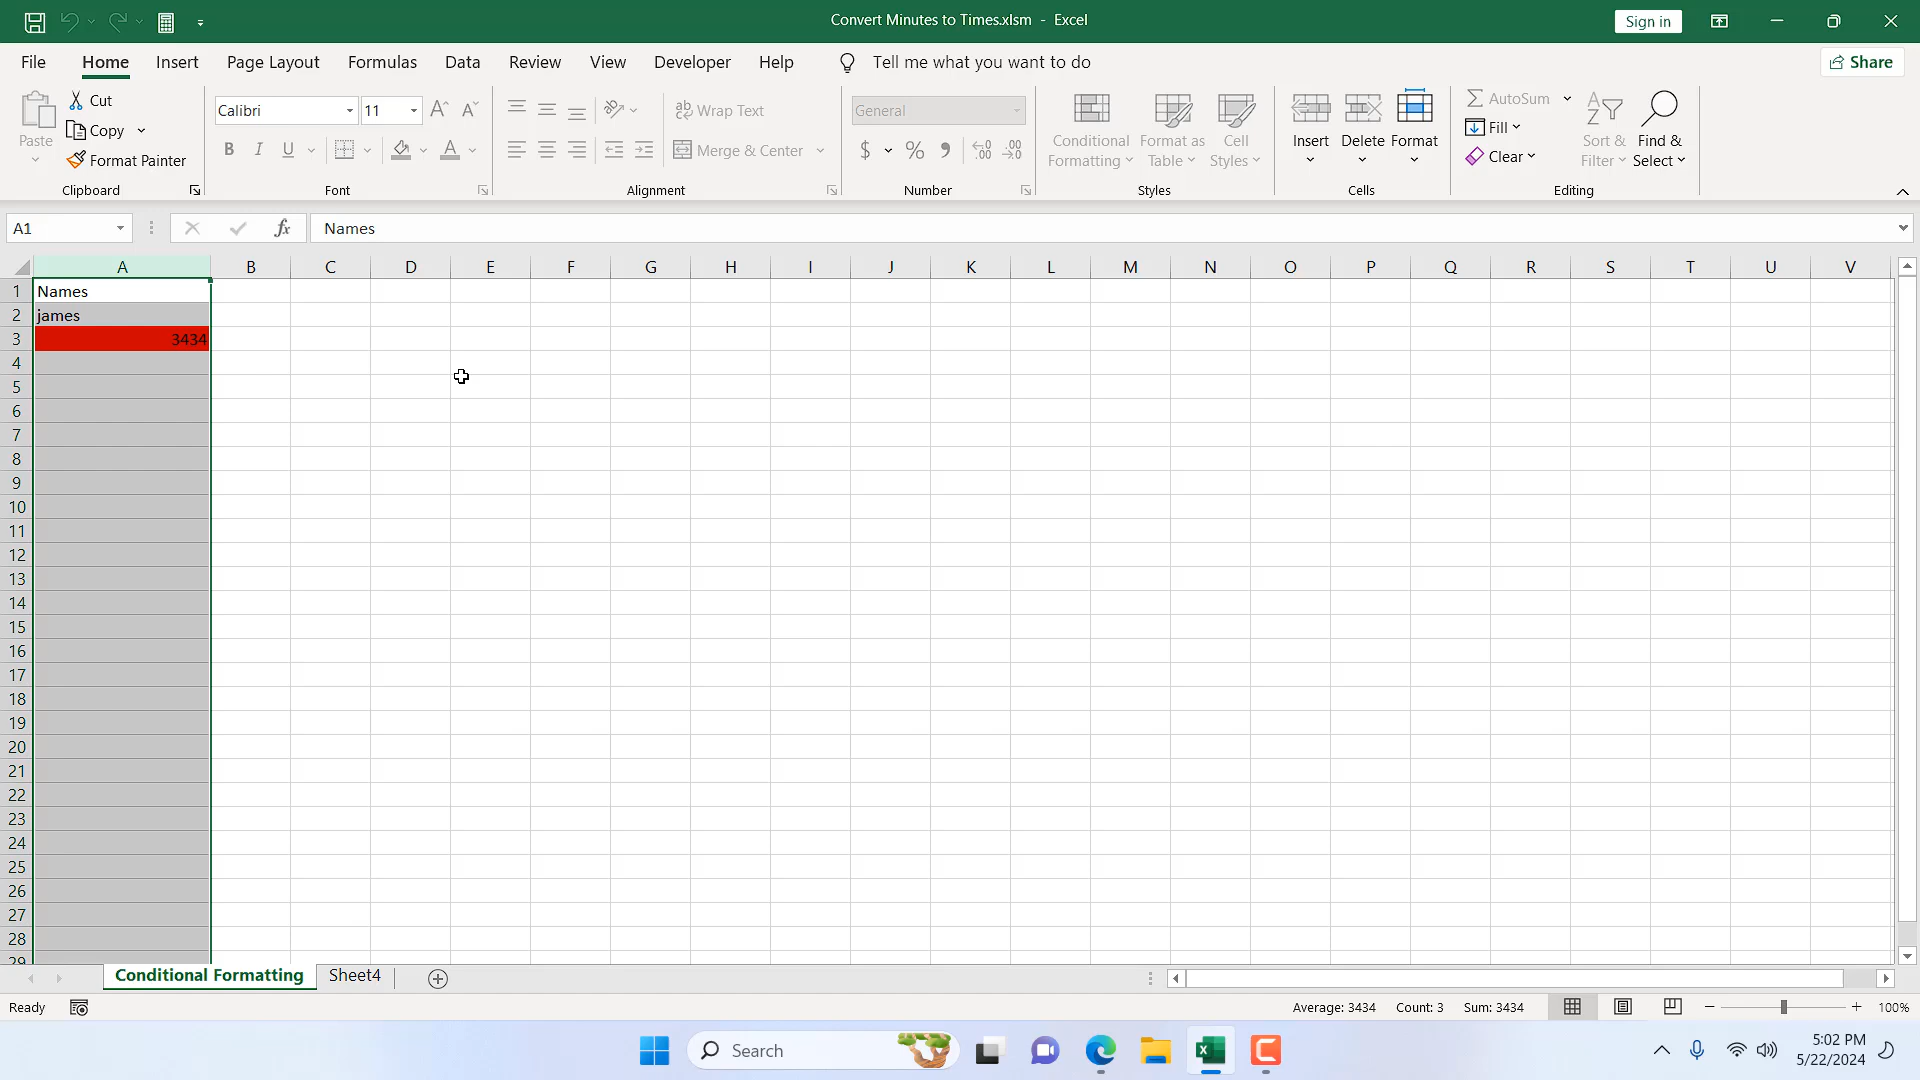 Convert Minutes to Times.xlsm - Excel
Sign in
File Home Insert Page Layout Formulas Data Developer Review View Help Tell me what you want to do Share
Paste
Cut
Copy
Format Painter
Clipboard
Calibri 11
A A
B I U A
Font
ab Wrap Text
Merge & Center
Alignment
General
$ % , .00 .00
Number
Conditional Formatting
Format as Table
Cell Styles
Styles
Insert
Delete
Format
Cells
AutoSum
Fill
Clear
Sort & Filter
Find & Select
Editing
A1 fx Names
A B C D E F G H I J K L M N O P Q R S T U V
1 Names
2 james
3 3434
4
5
6
7
8
9
10
11
12
13
14
15
16
17
18
19
20
21
22
23
24
25
26
27
28
29
Conditional Formatting Sheet4
Ready Average: 3434 Count: 3 Sum: 3434 100%
Search
5:02 PM
5/22/2024